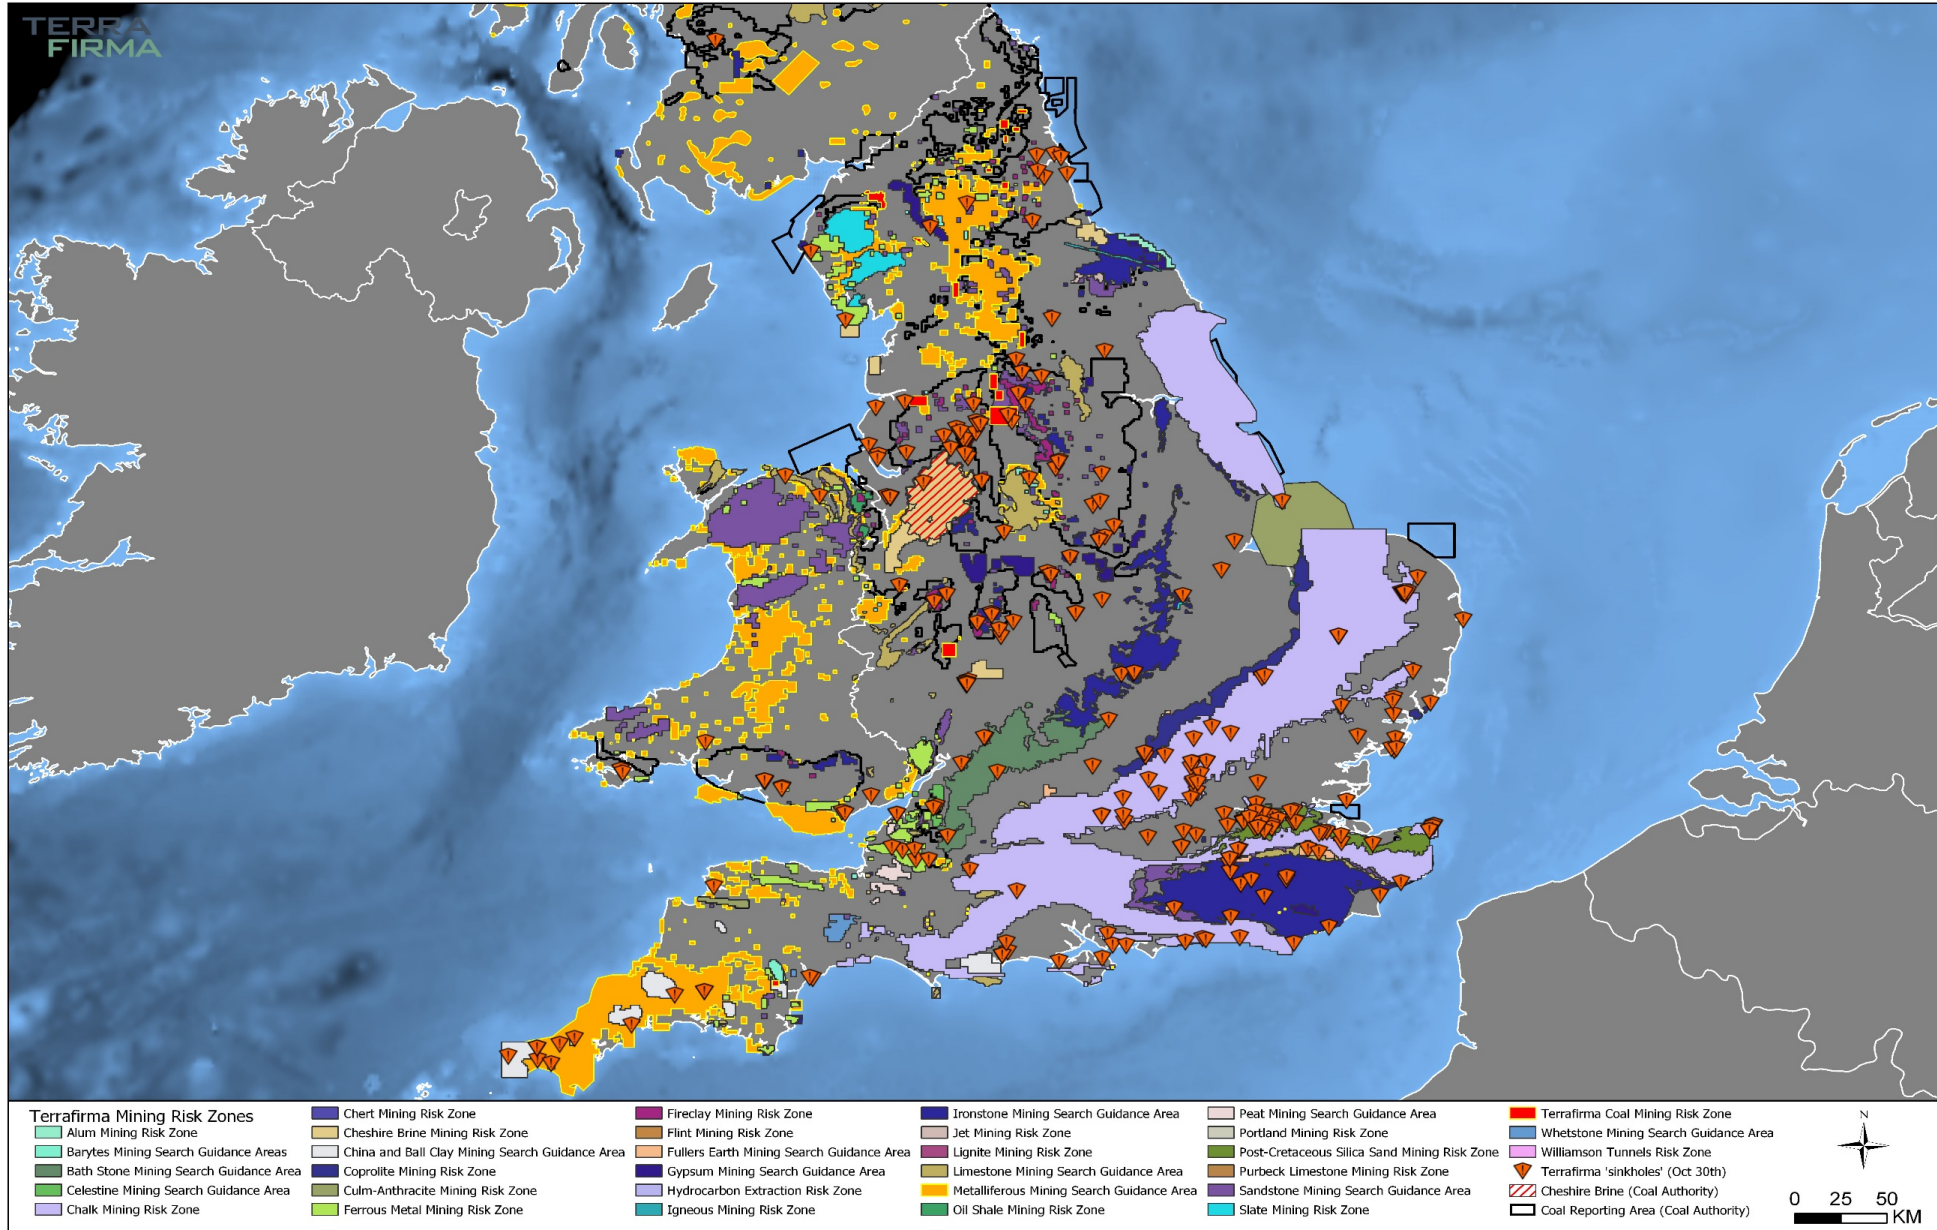 TERRA
FIRMA
Terrafirma Mining Risk Zones
Alum Mining Risk Zone
Barytes Mining Search Guidance Areas
Bath Stone Mining Search Guidance Area
Celestine Mining Search Guidance Area
Chalk Mining Risk Zone
Chert Mining Risk Zone
Cheshire Brine Mining Risk Zone
China and Ball Clay Mining Search Guidance Area
Coprolite Mining Risk Zone
Culm-Anthracite Mining Risk Zone
Ferrous Metal Mining Risk Zone
Fireclay Mining Risk Zone
Flint Mining Risk Zone
Fullers Earth Mining Search Guidance Area
Gypsum Mining Search Guidance Area
Hydrocarbon Extraction Risk Zone
Igneous Mining Risk Zone
Ironstone Mining Search Guidance Area
Jet Mining Risk Zone
Lignite Mining Risk Zone
Limestone Mining Search Guidance Area
Metalliferous Mining Search Guidance Area
Oil Shale Mining Risk Zone
Peat Mining Search Guidance Area
Portland Mining Risk Zone
Post-Cretaceous Silica Sand Mining Risk Zone
Purbeck Limestone Mining Risk Zone
Sandstone Mining Search Guidance Area
Slate Mining Risk Zone
Terrafirma Coal Mining Risk Zone
Whetstone Mining Search Guidance Area
Williamson Tunnels Risk Zone
Terrafirma 'sinkholes' (Oct 30th)
Cheshire Brine (Coal Authority)
Coal Reporting Area (Coal Authority)
N
0 25 50
KM